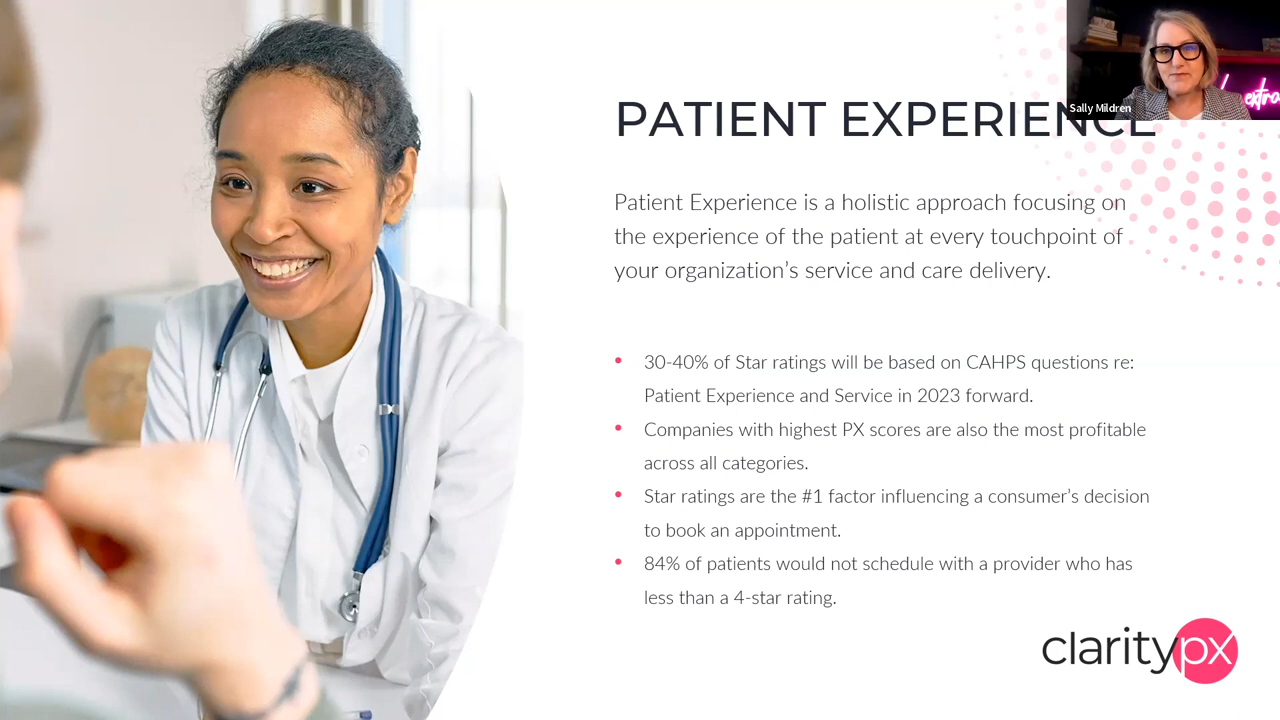 Sally Mildren
extra
PATIENT EXPERIENCE
Patient Experience is a holistic approach focusing on
the experience of the patient at every touchpoint of
your organization's service and care delivery.
• 30-40% of Star ratings will be based on CAHPS questions re:
Patient Experience and Service in 2023 forward.
• Companies with highest PX scores are also the most profitable
across all categories.
• Star ratings are the #1 factor influencing a consumer's decision
to book an appointment.
• 84% of patients would not schedule with a provider who has
less than a 4-star rating.
claritypx